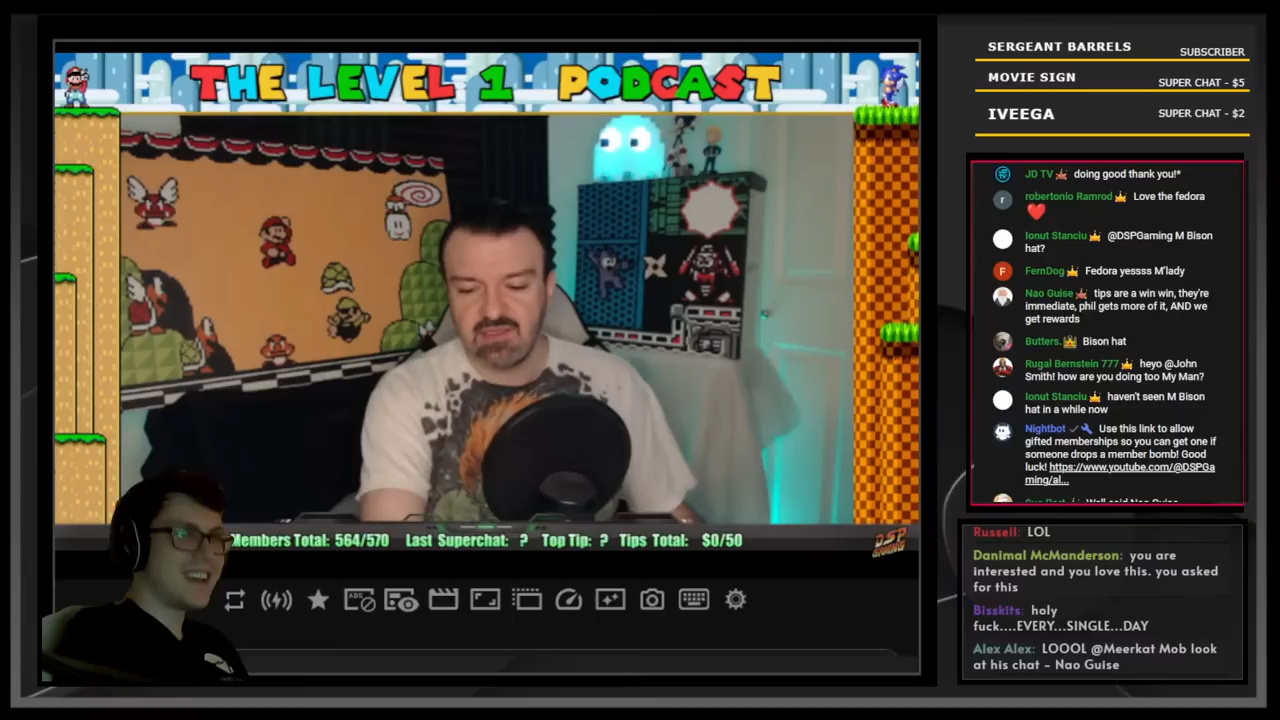 THE LEVEL 1 PODCAST
Members Total: 564/570 Last Superchat: ? Top Tip: ? Tips Total: $0/50
DSP
GAMING
SERGEANT BARRELS SUBSCRIBER
MOVIE SIGN SUPER CHAT - $5
IVEEGA SUPER CHAT - $2
JD TV doing good thank you!*
robertonio Ramrod Love the fedora
Ionut Stanciu @DSPGaming M Bison
hat?
FernDog Fedora yessss M'lady
Nao Guise tips are a win win, they're
immediate, phil gets more of it, AND we
get rewards
Butters. Bison hat
Rugal Bernstein 777 heyo @John
Smith! how are you doing too My Man?
Ionut Stanciu haven't seen M Bison
hat in a while now
Nightbot Use this link to allow
gifted memberships so you can get one if
someone drops a member bomb! Good
luck! https://www.youtube.com/@DSPGa
ming/al...
Well said Nao Guise
Russell: LOL
Danimal McManderson: you are
interested and you love this. you asked
for this
Bisskits: holy
fuck....EVERY...SINGLE...DAY
Alex Alex: LOOOL @Meerkat Mob look
at his chat - Nao Guise